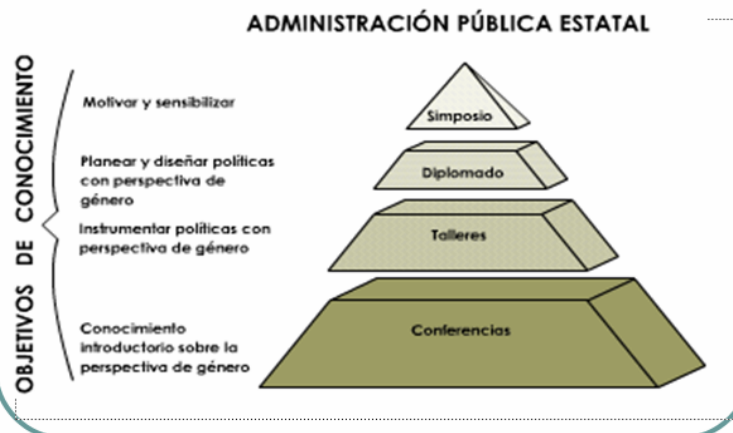 ADMINISTRACIÓN PÚBLICA ESTATAL
OBJETIVOS DE CONOCIMIENTO
Motivar y sensibilizar
Simposio
Planear y diseñar políticas
con perspectiva de
género
Diplomado
Instrumentar políticas con
perspectiva de género
Talleres
Conocimiento
introductorio sobre la
perspectiva de género
Conferencias